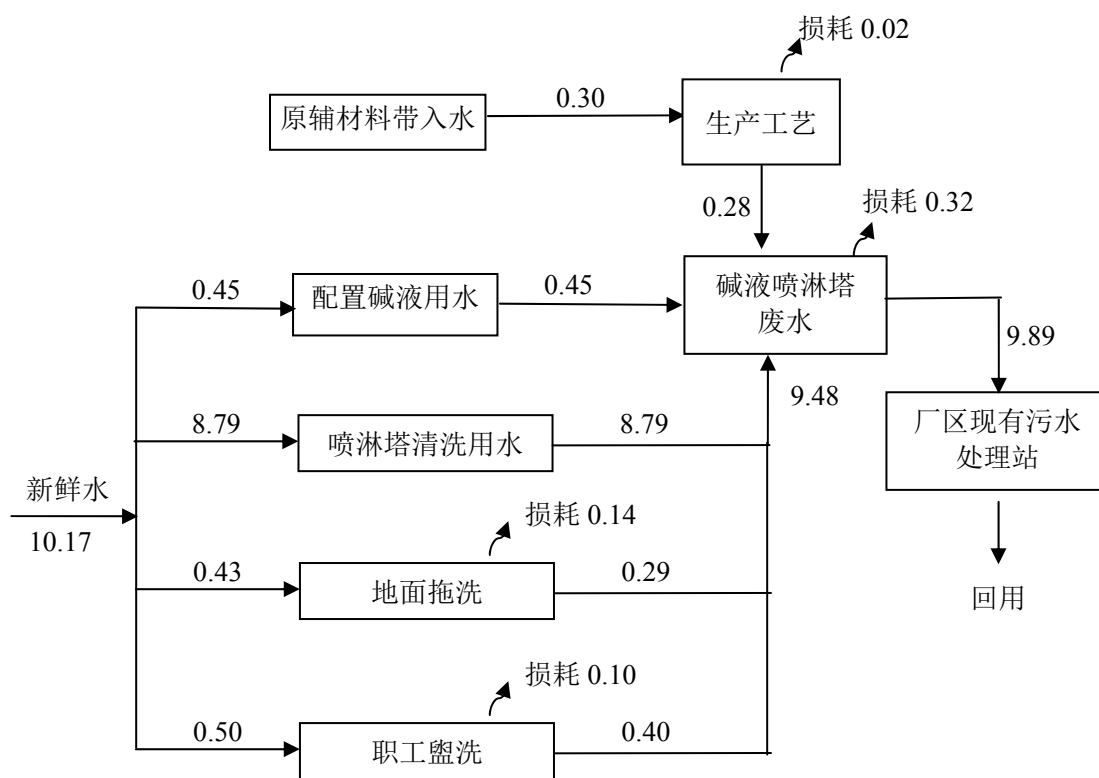 损耗 0.02
0.30
原辅材料带入水
生产工艺
0.28
损耗 0.32
0.45
配置碱液用水
0.45
碱液喷淋塔
废水
9.89
9.48
8.79
喷淋塔清洗用水
8.79
厂区现有污水
处理站
新鲜水
10.17
损耗 0.14
0.43
地面拖洗
0.29
回用
损耗 0.10
0.50
职工盥洗
0.40